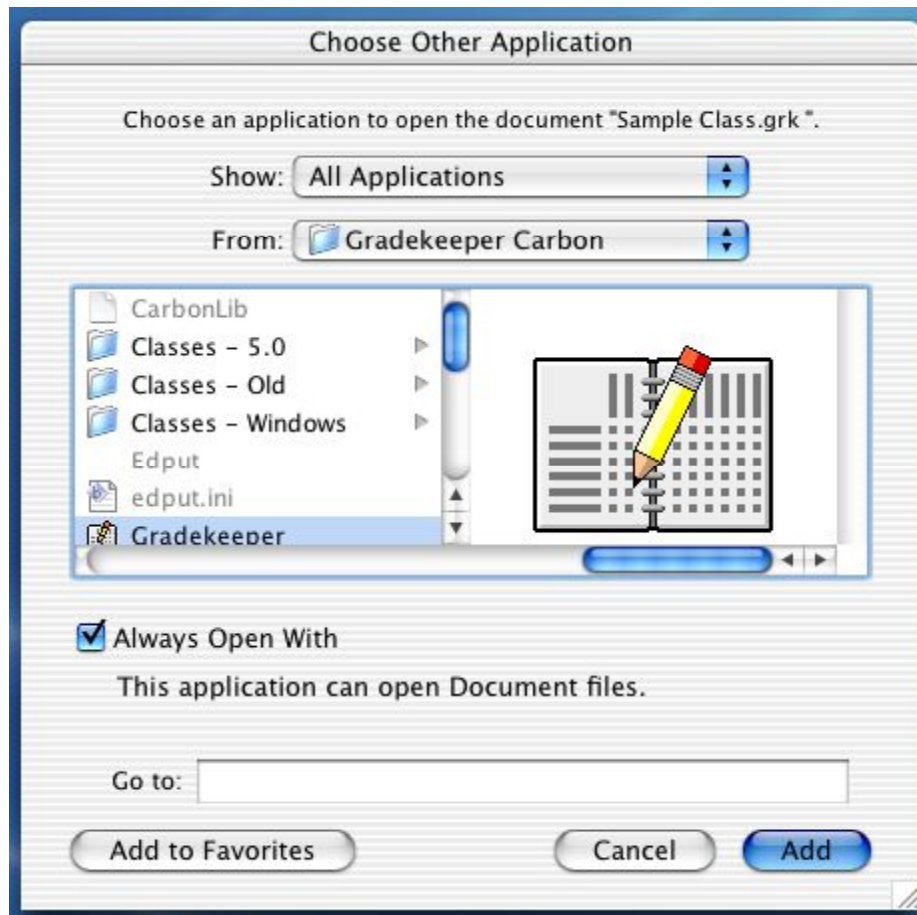 Choose Other Application
Choose an application to open the document "Sample Class.grk ".
Show: All Applications
From: Gradekeeper Carbon
CarbonLib
Classes – 5.0
Classes – Old
Classes – Windows
Edput
edput.ini
Gradekeeper
Always Open With
This application can open Document files.
Go to:
Add to Favorites Cancel Add